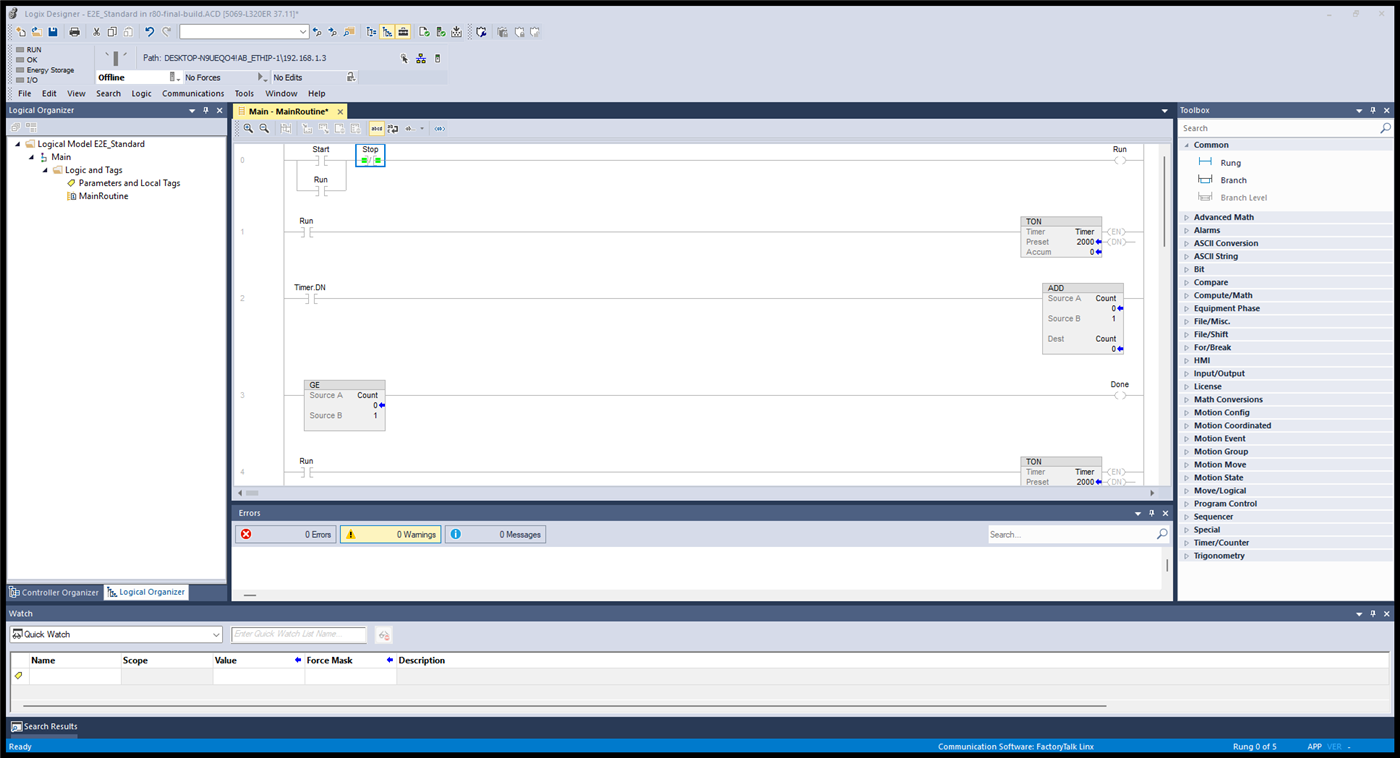 Logix Designer - E2E_Standard in r80-final-build.ACD [5069-L320ER 37.11]*
RUN
OK
Energy Storage
I/O
Path: DESKTOP-N9UEQO4!AB_ETHIP-1\192.168.1.3
Offline
No Forces
No Edits
File Edit View Search Logic Communications Tools Window Help
Logical Organizer
Logical Model E2E_Standard
Main
Logic and Tags
Parameters and Local Tags
MainRoutine
Controller Organizer
Logical Organizer
Main - MainRoutine*
0
Start
Stop
Run
Run
1
Run
TON
Timer Timer
Preset 2000
Accum 0
EN
DN
2
Timer.DN
ADD
Source A Count
0
Source B 1
Dest Count
0
3
GE
Source A Count
0
Source B 1
Done
4
Run
TON
Timer Timer
Preset 2000
EN
DN
Errors
0 Errors
0 Warnings
0 Messages
Search...
Toolbox
Search
Common
Rung
Branch
Branch Level
Advanced Math
Alarms
ASCII Conversion
ASCII String
Bit
Compare
Compute/Math
Equipment Phase
File/Misc.
File/Shift
For/Break
HMI
Input/Output
License
Math Conversions
Motion Config
Motion Coordinated
Motion Event
Motion Group
Motion Move
Motion State
Move/Logical
Program Control
Sequencer
Special
Timer/Counter
Trigonometry
Watch
Quick Watch
Enter Quick Watch List Name...
Name Scope Value Force Mask Description
Search Results
Ready
Communication Software: FactoryTalk Linx
Rung 0 of 5
APP VER -